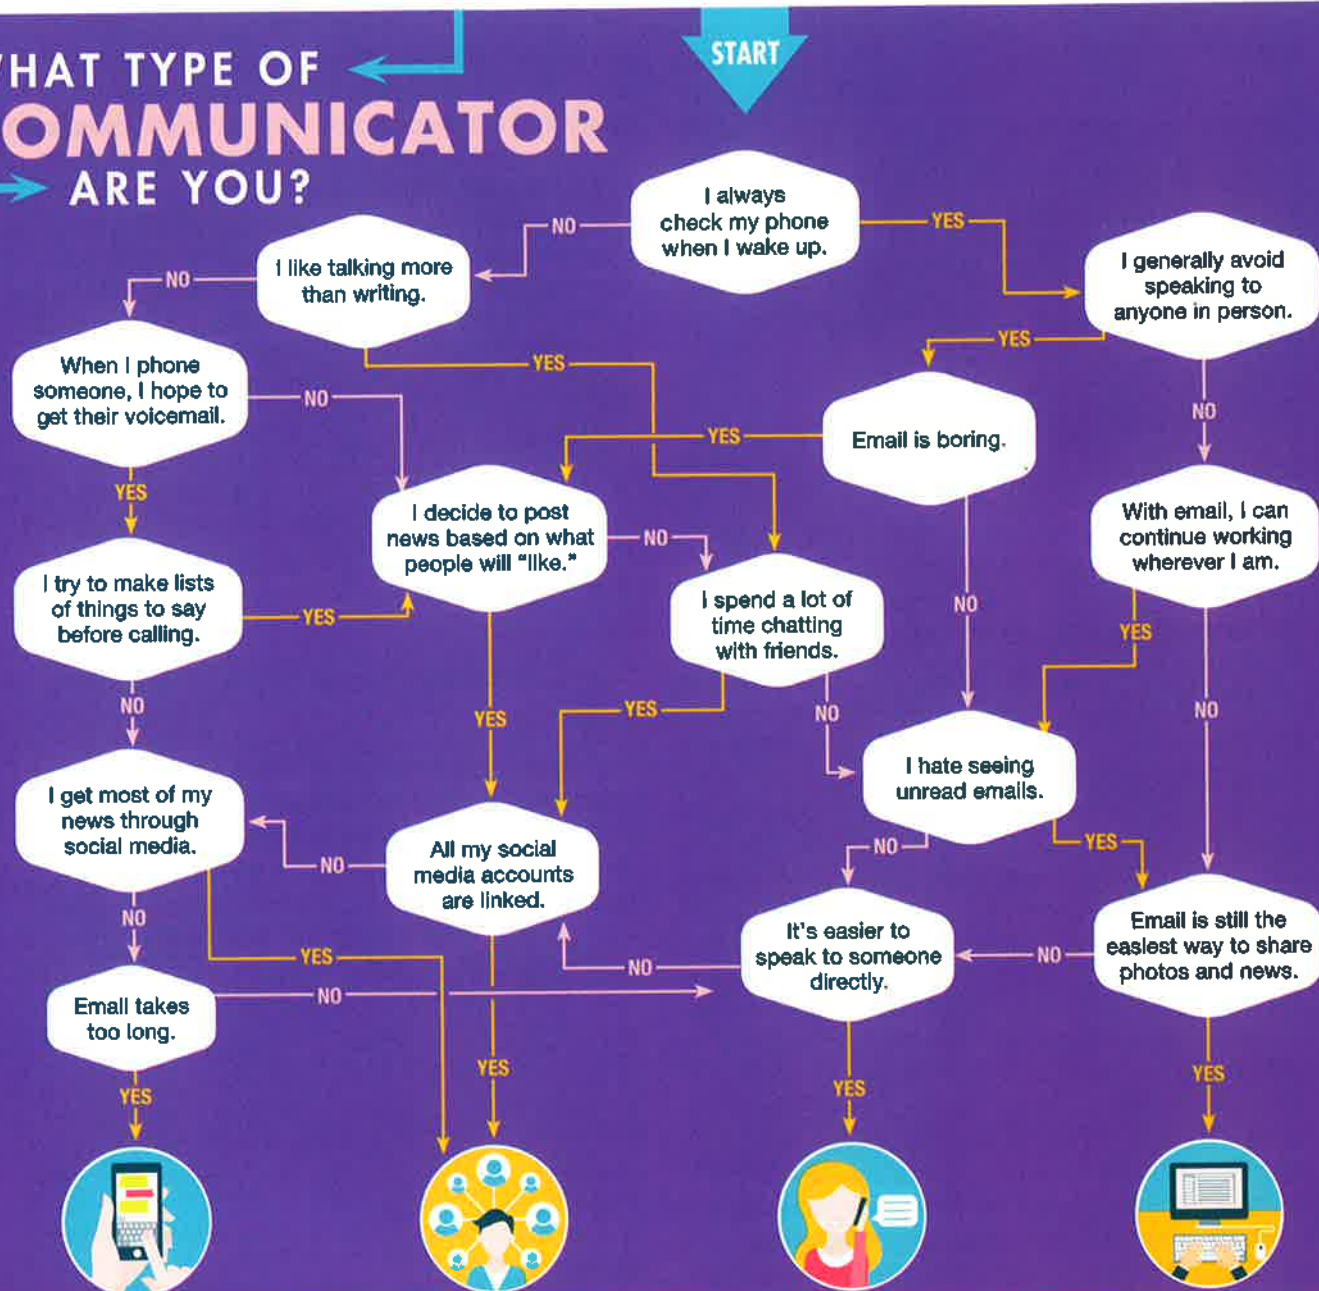 WHAT TYPE OF
COMMUNICATOR
ARE YOU?
START
I always
check my phone
when I wake up.
NO
YES
I like talking more
than writing.
NO
YES
I generally avoid
speaking to
anyone in person.
YES
NO
When I phone
someone, I hope to
get their voicemail.
NO
YES
Email is boring.
YES
NO
I decide to post
news based on what
people will "like."
NO
YES
With email, I can
continue working
wherever I am.
YES
NO
I try to make lists
of things to say
before calling.
YES
NO
I spend a lot of
time chatting
with friends.
YES
NO
I hate seeing
unread emails.
NO
YES
I get most of my
news through
social media.
NO
YES
All my social
media accounts
are linked.
NO
YES
It's easier to
speak to someone
directly.
NO
YES
Email is still the
easiest way to share
photos and news.
NO
YES
Email takes
too long.
NO
YES